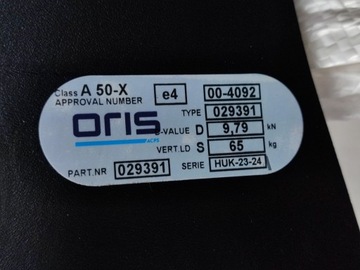 Class A 50-X e4 00-4092
APPROVAL NUMBER
TYPE 029391
ORIS D-VALUE D 9,79 kN
ACPS
VERT.LD S 65 kg
PART.NR 029391 SERIE HUK-23-24